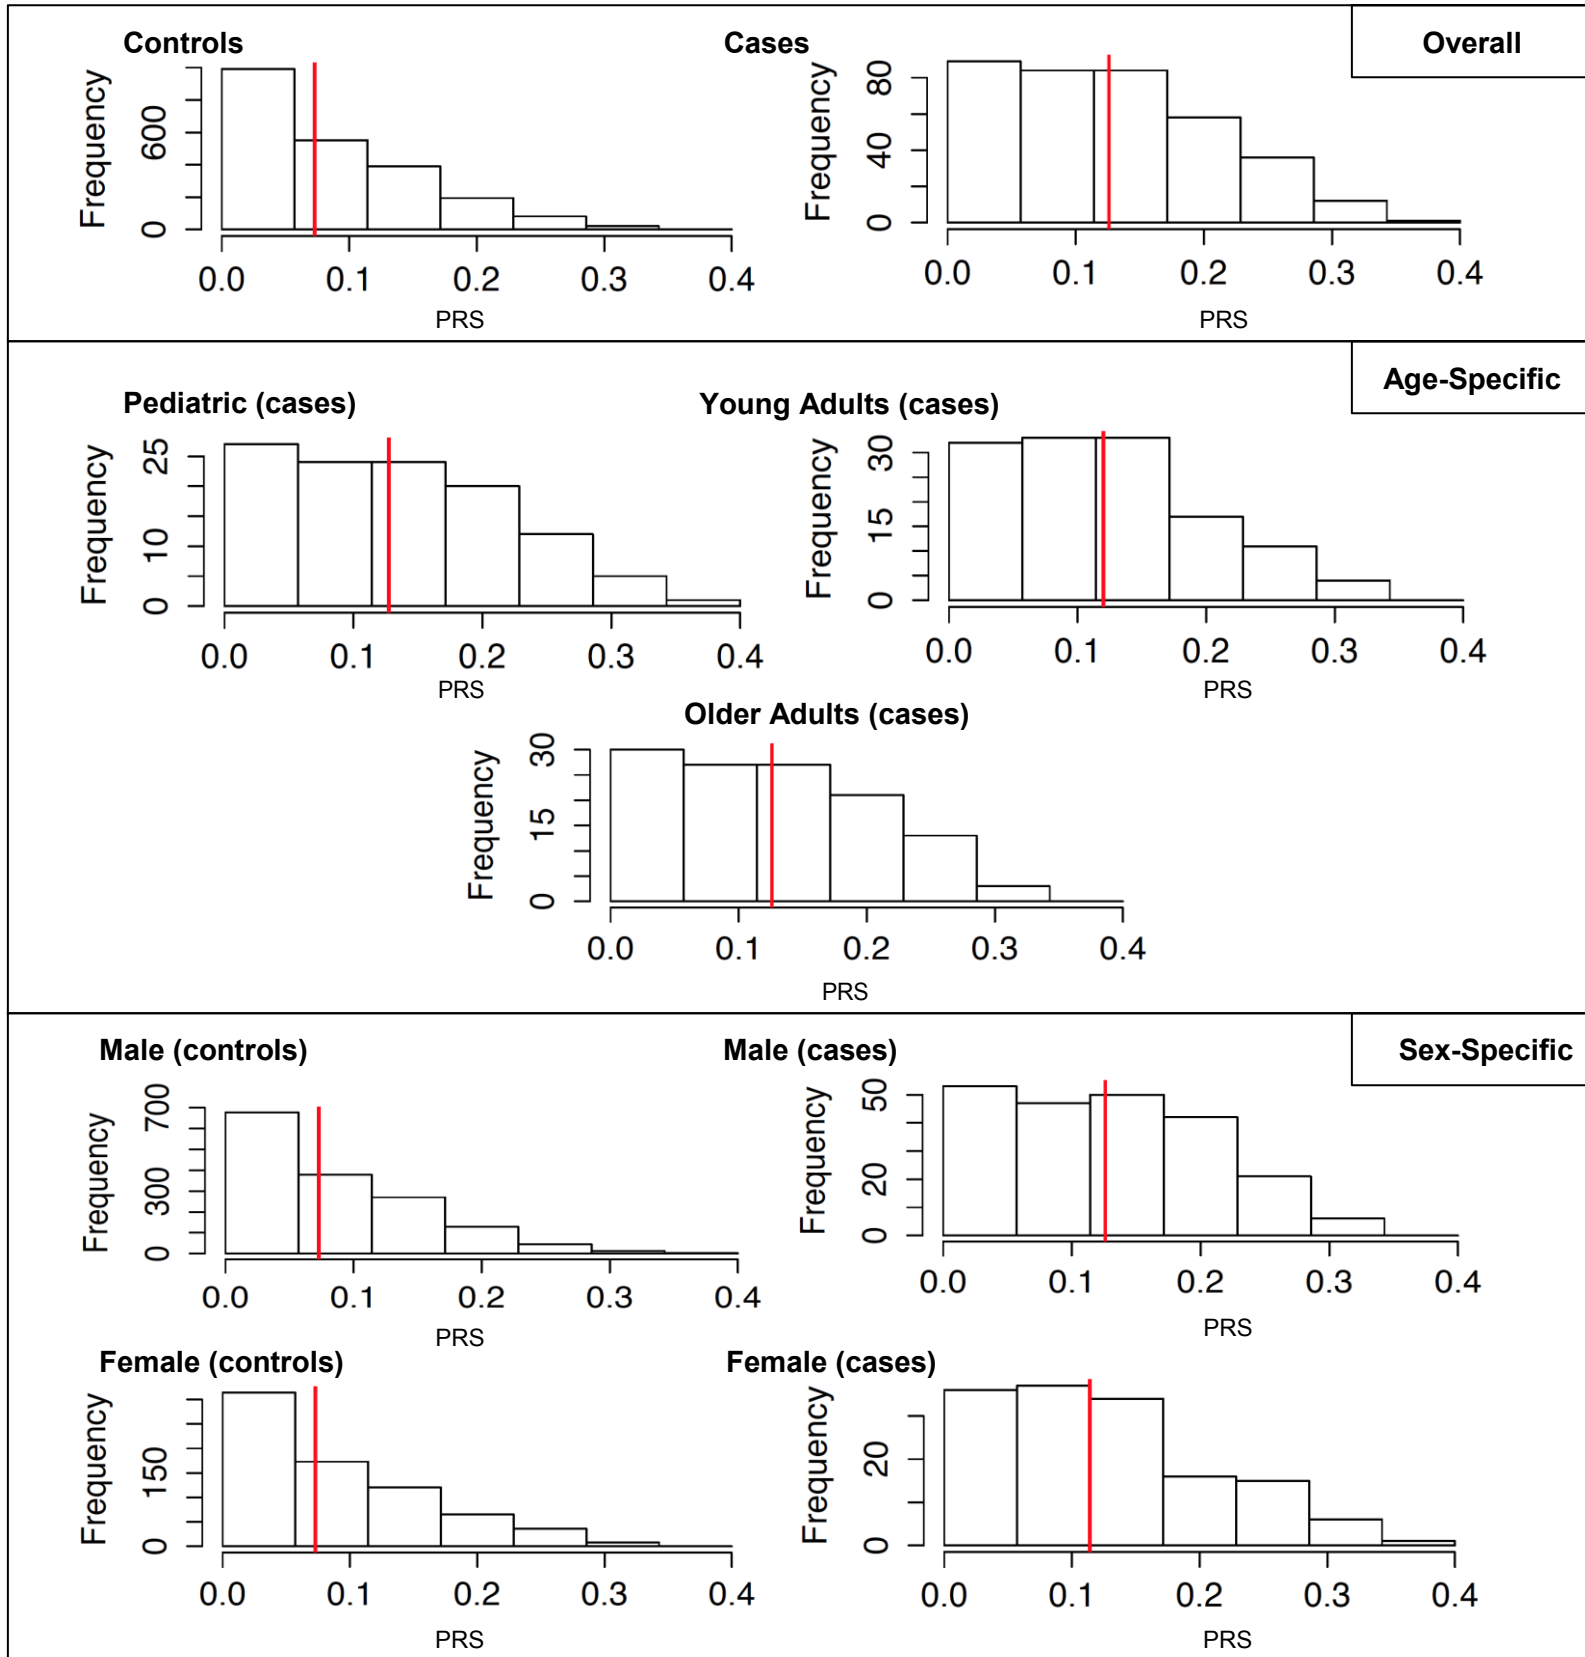 Controls
Cases
Overall
Frequency
0 600
0.0 0.1 0.2 0.3 0.4
PRS
Frequency
0 40 80
0.0 0.1 0.2 0.3 0.4
PRS
Age-Specific
Pediatric (cases)
Frequency
0 10 25
0.0 0.1 0.2 0.3 0.4
PRS
Young Adults (cases)
Frequency
0 15 30
0.0 0.1 0.2 0.3 0.4
PRS
Older Adults (cases)
Frequency
0 15 30
0.0 0.1 0.2 0.3 0.4
PRS
Sex-Specific
Male (controls)
Frequency
0 300 700
0.0 0.1 0.2 0.3 0.4
PRS
Male (cases)
Frequency
0 20 50
0.0 0.1 0.2 0.3 0.4
PRS
Female (controls)
Frequency
0 150
0.0 0.1 0.2 0.3 0.4
PRS
Female (cases)
Frequency
0 20
0.0 0.1 0.2 0.3 0.4
PRS